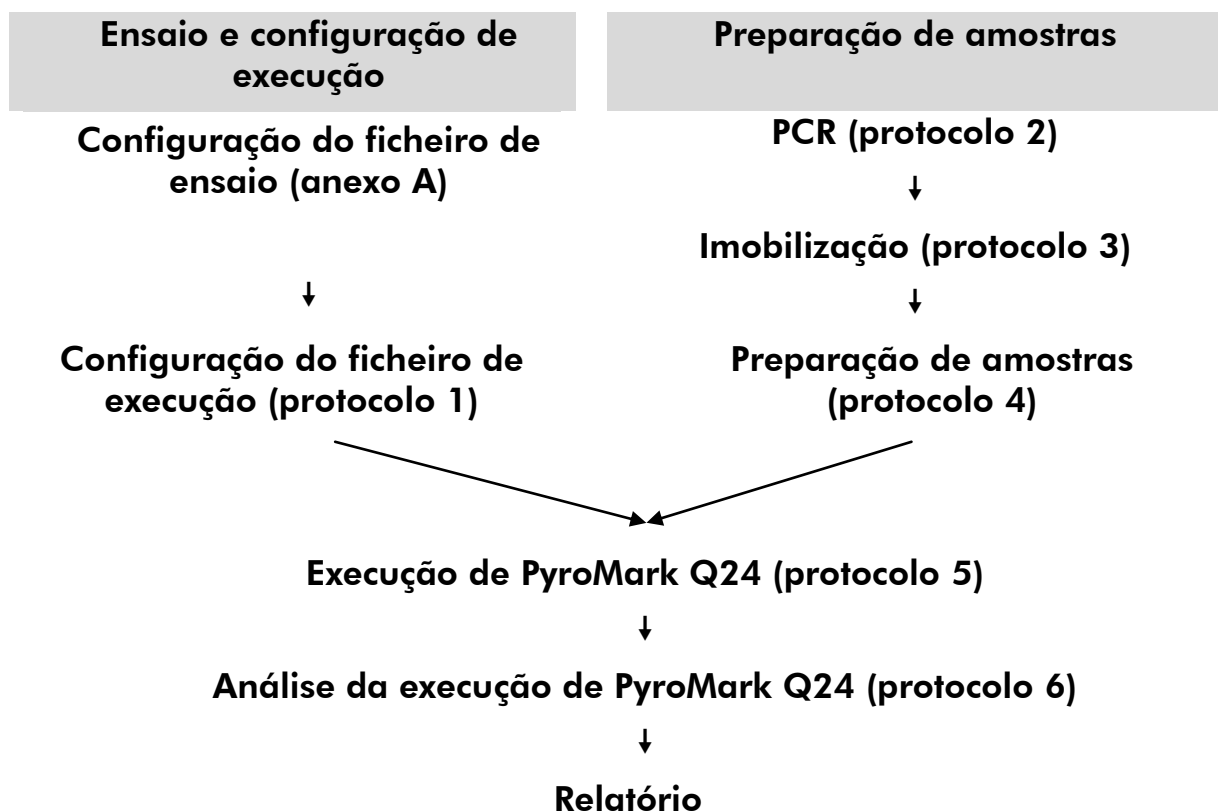 Ensaio e configuração de
execução
Preparação de amostras
Configuração do ficheiro de
ensaio (anexo A)
PCR (protocolo 2)
Imobilização (protocolo 3)
Configuração do ficheiro de
execução (protocolo 1)
Preparação de amostras
(protocolo 4)
Execução de PyroMark Q24 (protocolo 5)
Análise da execução de PyroMark Q24 (protocolo 6)
Relatório